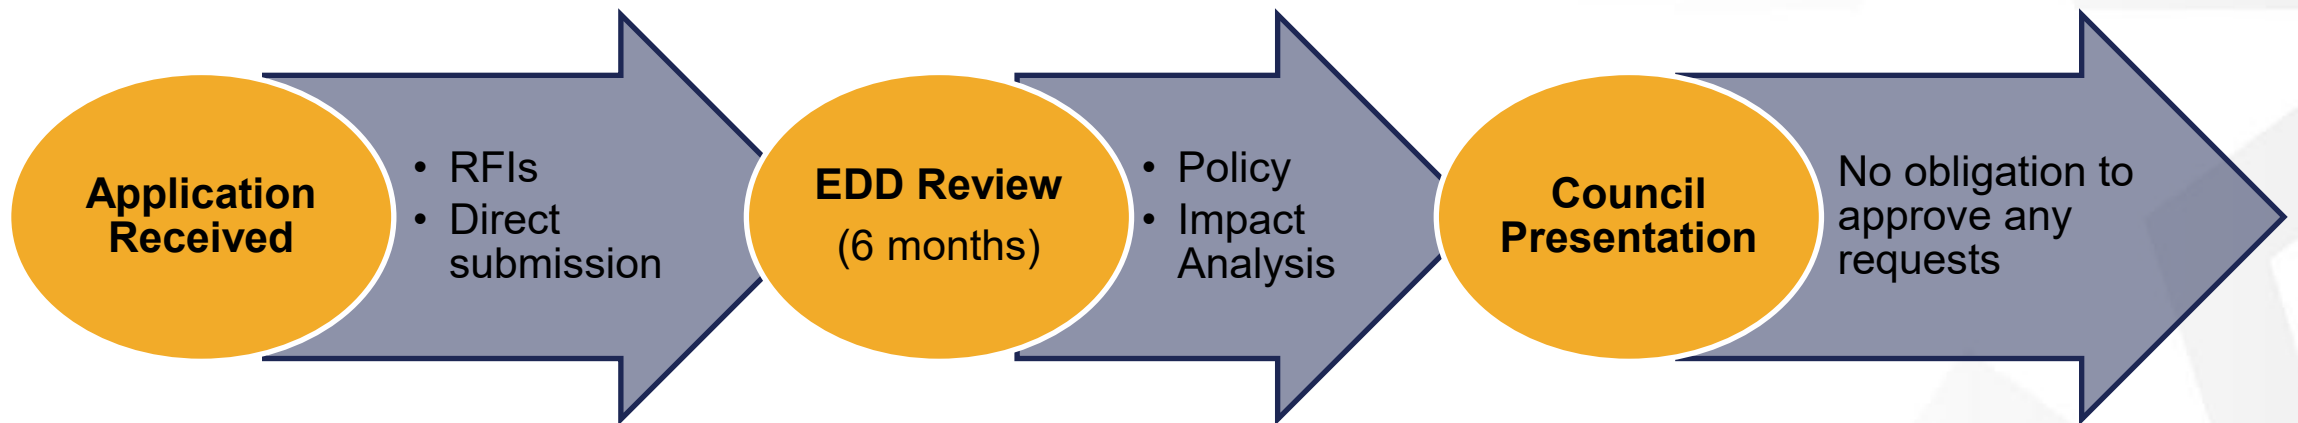 Application
Received
• RFIs
• Direct
submission
EDD Review
(6 months)
• Policy
• Impact
Analysis
Council
Presentation
No obligation to
approve any
requests